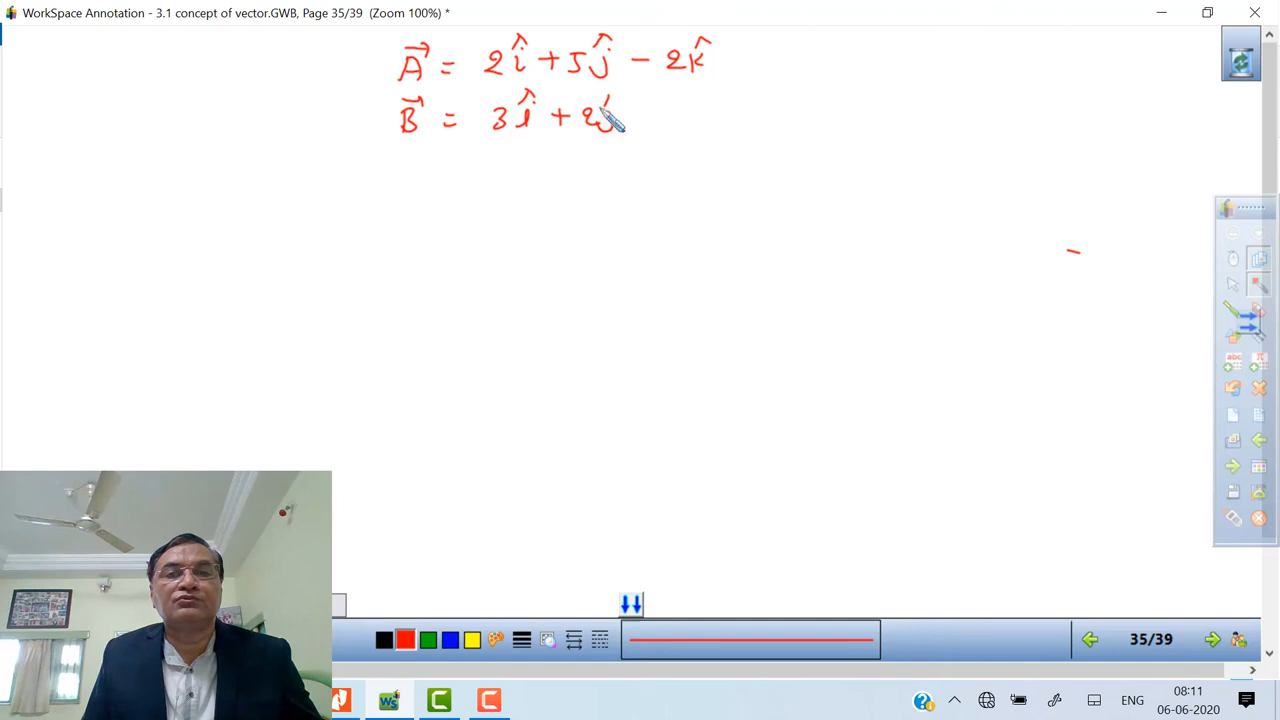 WorkSpace Annotation - 3.1 concept of vector.GWB, Page 35/39 (Zoom 100%) *
A⃗ = 2î + 5ĵ - 2k̂
B⃗ = 3î + 2j
35/39
ENG
08:11
06-06-2020